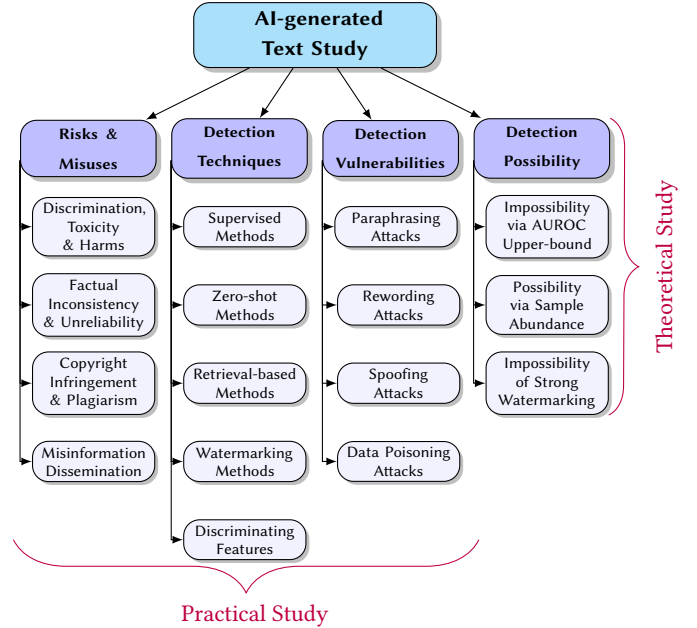 AI-generated
Text Study
Risks &
Misuses
Detection
Techniques
Detection
Vulnerabilities
Detection
Possibility
Discrimination,
Toxicity
& Harms
Supervised
Methods
Paraphrasing
Attacks
Impossibility
via AUROC
Upper-bound
Factual
Inconsistency
& Unreliability
Zero-shot
Methods
Rewording
Attacks
Possibility
via Sample
Abundance
Copyright
Infringement
& Plagiarism
Retrieval-based
Methods
Spoofing
Attacks
Impossibility
of Strong
Watermarking
Misinformation
Dissemination
Watermarking
Methods
Data Poisoning
Attacks
Discriminating
Features
Theoretical Study
Practical Study